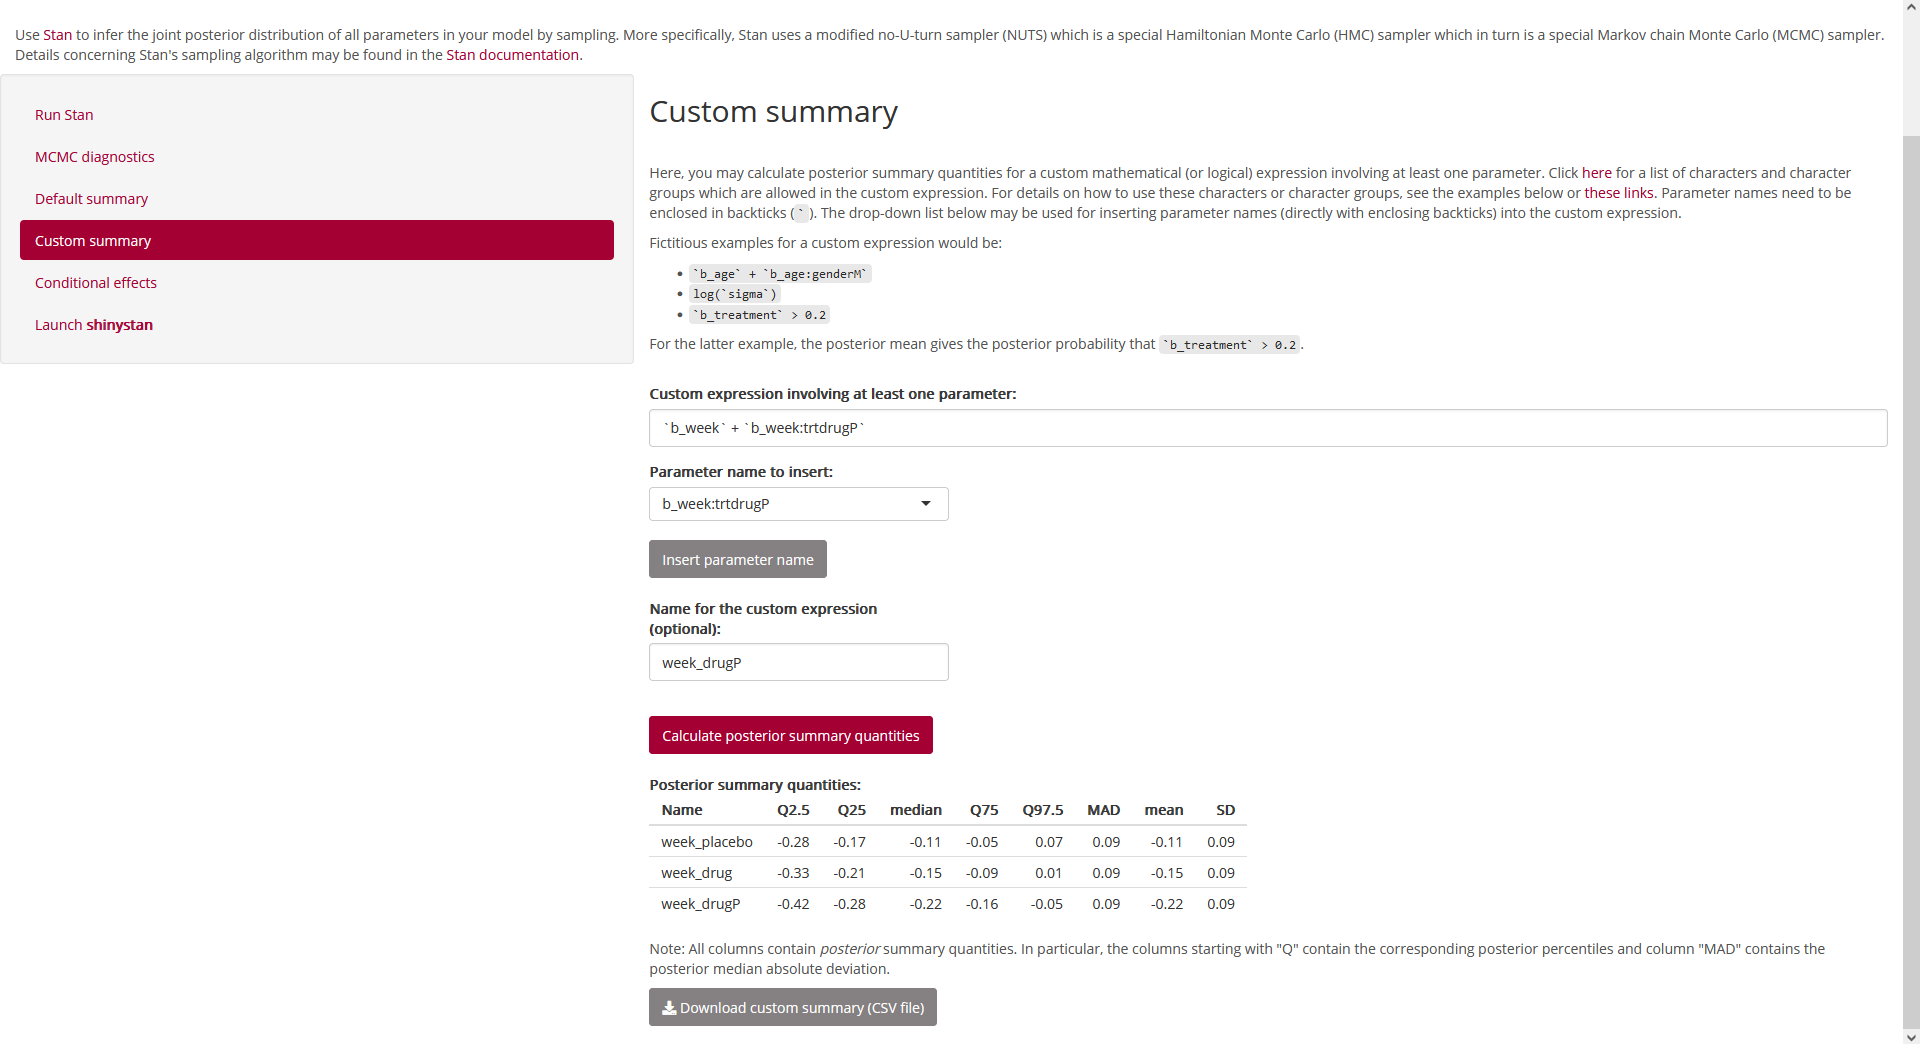 Use Stan to infer the joint posterior distribution of all parameters in your model by sampling. More specifically, Stan uses a modified no-U-turn sampler (NUTS) which is a special Hamiltonian Monte Carlo (HMC) sampler which in turn is a special Markov chain Monte Carlo (MCMC) sampler.
Details concerning Stan's sampling algorithm may be found in the Stan documentation.
Run Stan
MCMC diagnostics
Default summary
Custom summary
Conditional effects
Launch shinystan
Custom summary
Here, you may calculate posterior summary quantities for a custom mathematical (or logical) expression involving at least one parameter. Click here for a list of characters and character
groups which are allowed in the custom expression. For details on how to use these characters or character groups, see the examples below or these links. Parameter names need to be
enclosed in backticks (`). The drop-down list below may be used for inserting parameter names (directly with enclosing backticks) into the custom expression.
Fictitious examples for a custom expression would be:
• `b_age` + `b_age:genderM`
• log(`sigma`)
• `b_treatment` > 0.2
For the latter example, the posterior mean gives the posterior probability that `b_treatment` > 0.2.
Custom expression involving at least one parameter:
`b_week` + `b_week:trtdrugP`
Parameter name to insert:
b_week:trtdrugP
Insert parameter name
Name for the custom expression
(optional):
week_drugP
Calculate posterior summary quantities
Posterior summary quantities:
Name Q2.5 Q25 median Q75 Q97.5 MAD mean SD
week_placebo -0.28 -0.17 -0.11 -0.05 0.07 0.09 -0.11 0.09
week_drug -0.33 -0.21 -0.15 -0.09 0.01 0.09 -0.15 0.09
week_drugP -0.42 -0.28 -0.22 -0.16 -0.05 0.09 -0.22 0.09
Note: All columns contain posterior summary quantities. In particular, the columns starting with "Q" contain the corresponding posterior percentiles and column "MAD" contains the
posterior median absolute deviation.
Download custom summary (CSV file)